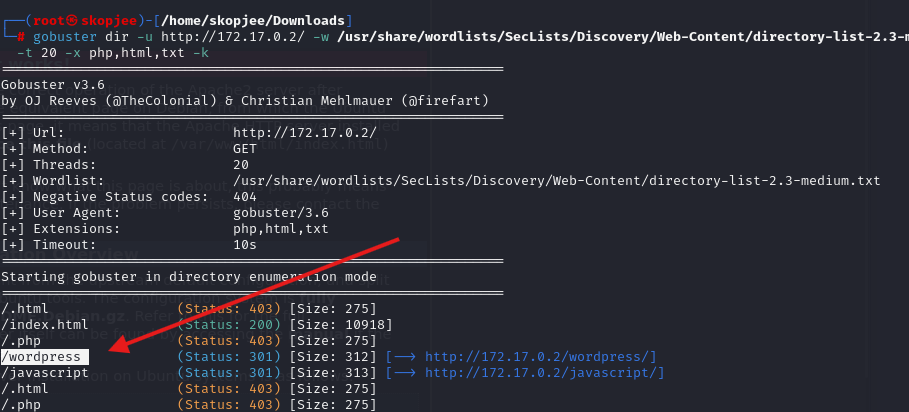 ┌──(root㉿skopjee)-[/home/skopjee/Downloads]
└─# gobuster dir -u http://172.17.0.2/ -w /usr/share/wordlists/SecLists/Discovery/Web-Content/directory-list-2.3-m
-t 20 -x php,html,txt -k
===============================================================
Gobuster v3.6
by OJ Reeves (@TheColonial) & Christian Mehlmauer (@firefart)
===============================================================
[+] Url: http://172.17.0.2/
[+] Method: GET
[+] Threads: 20
[+] Wordlist: /usr/share/wordlists/SecLists/Discovery/Web-Content/directory-list-2.3-medium.txt
[+] Negative Status codes: 404
[+] User Agent: gobuster/3.6
[+] Extensions: php,html,txt
[+] Timeout: 10s
===============================================================
Starting gobuster in directory enumeration mode
===============================================================
/.html (Status: 403) [Size: 275]
/index.html (Status: 200) [Size: 10918]
/.php (Status: 403) [Size: 275]
/wordpress (Status: 301) [Size: 312] [--> http://172.17.0.2/wordpress/]
/javascript (Status: 301) [Size: 313] [--> http://172.17.0.2/javascript/]
/.html (Status: 403) [Size: 275]
/.php (Status: 403) [Size: 275]